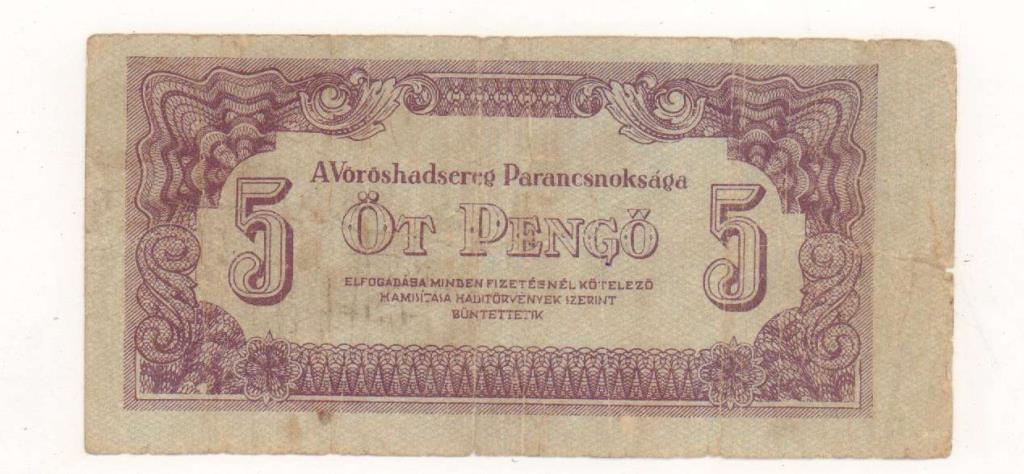 A Vöröshadsereg Parancsnoksága
5 ÖT PENGŐ 5
ELFOGADÁSA MINDEN FIZETÉSNÉL KÖTELEZŐ
HAMISÍTÁSA HADITÖRVÉNYEK SZERINT
BÜNTETTETIK